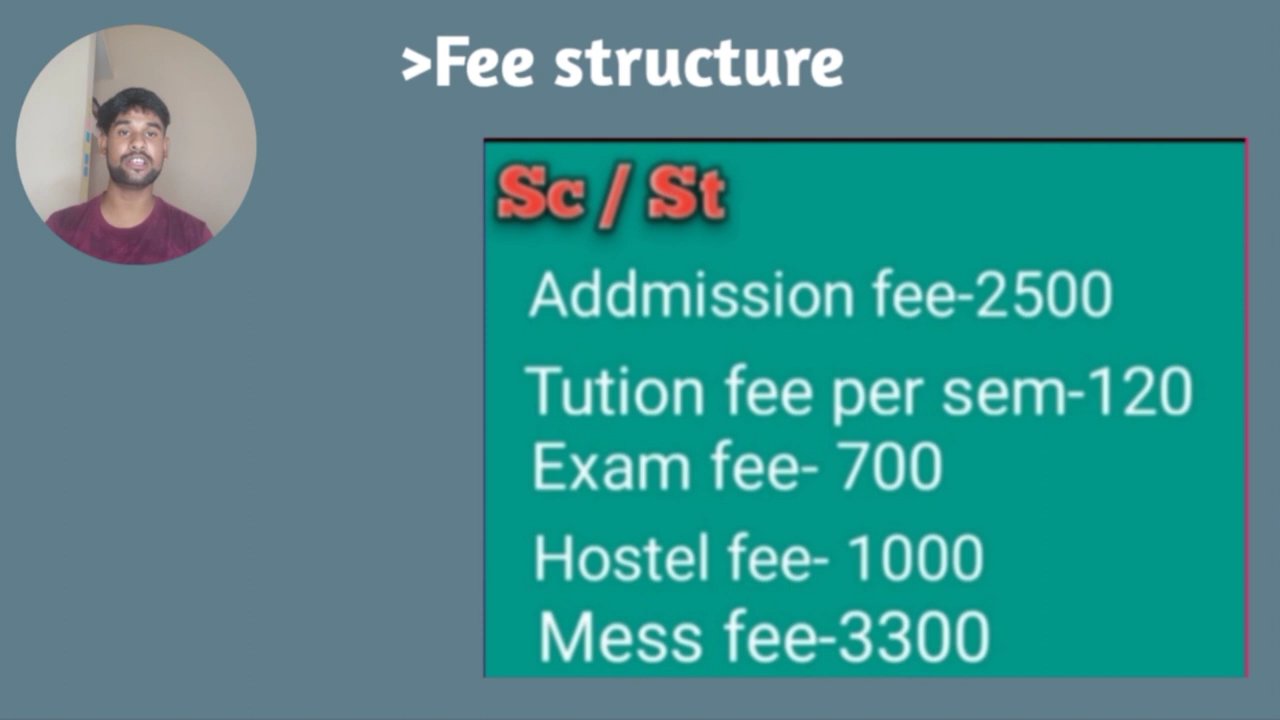 >Fee structure
Sc / St
Addmission fee-2500
Tution fee per sem-120
Exam fee- 700
Hostel fee- 1000
Mess fee-3300